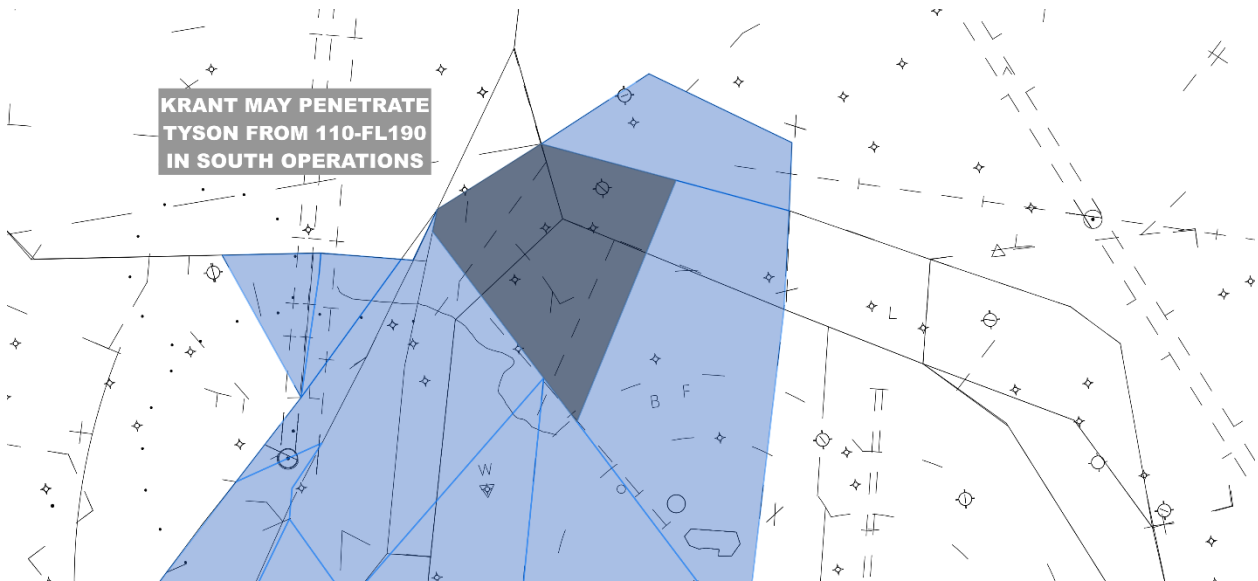 KRANT MAY PENETRATE
TYSON FROM 110-FL190
IN SOUTH OPERATIONS
L
B F
W